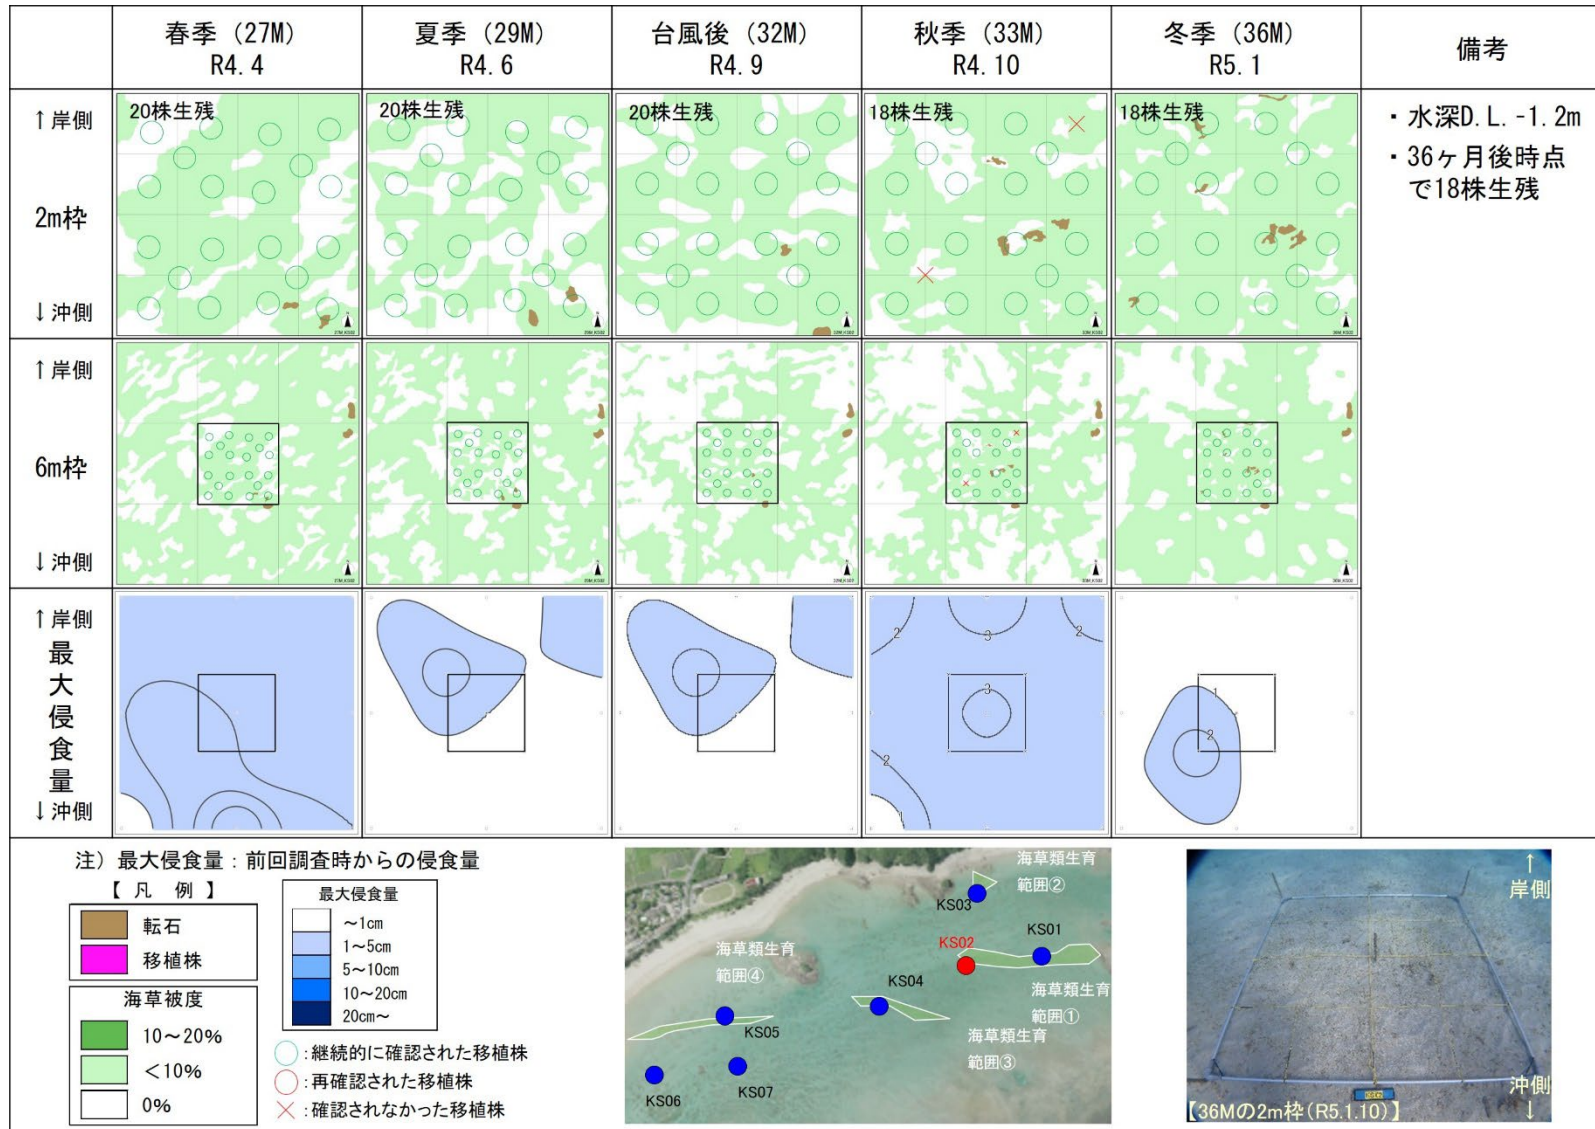 春季（27M）
R4.4
夏季（29M）
R4.6
台風後（32M）
R4.9
秋季（33M）
R4.10
冬季（36M）
R5.1
備考
↑岸側
2m枠
↓沖側
20株生残
20株生残
20株生残
18株生残
18株生残
・水深D.L.-1.2m
・36ヶ月後時点
で18株生残
↑岸側
6m枠
↓沖側
↑岸側
最大侵食量
↓沖側
2
3
2
3
2
1
1
2
注）最大侵食量：前回調査時からの侵食量
【 凡 例 】
転石
移植株
海草被度
10～20%
＜10%
0%
最大侵食量
～1cm
1～5cm
5～10cm
10～20cm
20cm～
：継続的に確認された移植株
：再確認された移植株
：確認されなかった移植株
海草類生育
範囲②
KS03
KS02
KS01
海草類生育
範囲④
KS04
海草類生育
範囲①
KS05
海草類生育
範囲③
KS06
KS07
↑
岸側
沖側
↓
【36Mの2m枠(R5.1.10)】